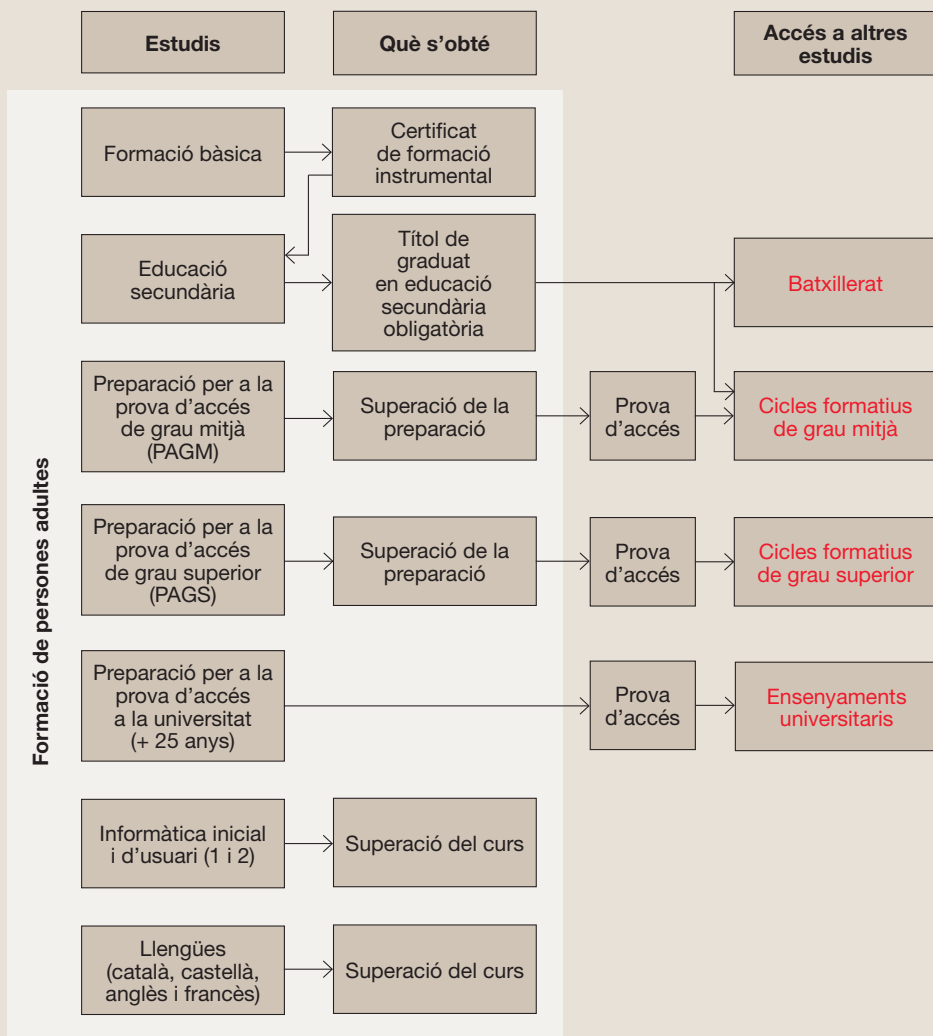 Estudis
Què s’obté
Accés a altres
estudis
Formació de persones adultes
Formació bàsica
Certificat
de formació
instrumental
Educació
secundària
Títol de
graduat
en educació
secundària
obligatòria
Batxillerat
Preparació per a la
prova d’accés
de grau mitjà
(PAGM)
Superació de la
preparació
Prova
d’accés
Cicles formatius
de grau mitjà
Preparació per a la
prova d’accés
de grau superior
(PAGS)
Superació de la
preparació
Prova
d’accés
Cicles formatius
de grau superior
Preparació per a la
prova d’accés
a la universitat
(+ 25 anys)
Prova
d’accés
Ensenyaments
universitaris
Informàtica inicial
i d’usuari (1 i 2)
Superació del curs
Llengües
(català, castellà,
anglès i francès)
Superació del curs